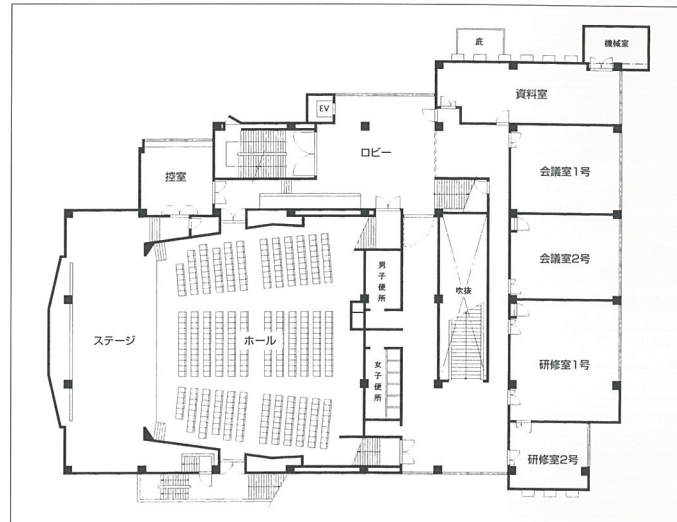 庇
機械室
資料室
EV
ロビー
控室
会議室1号
会議室2号
男子便所
吹抜
ステージ
ホール
女子便所
研修室1号
研修室2号